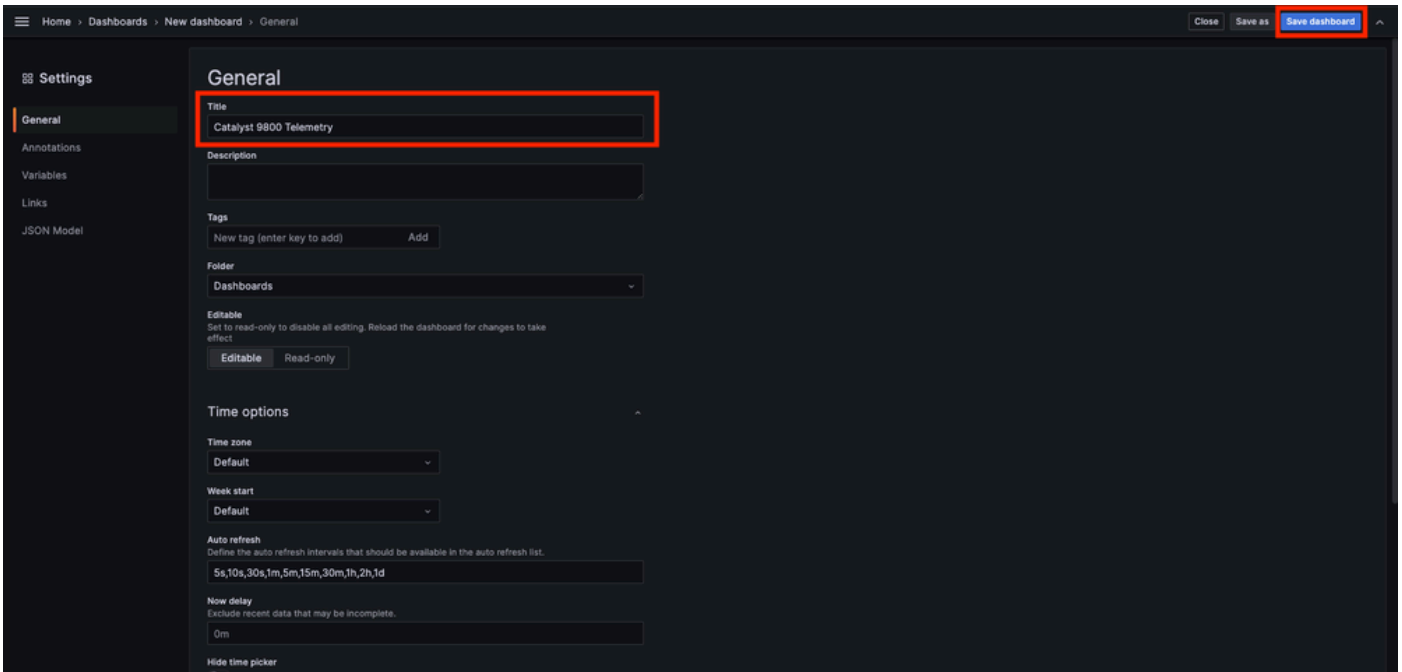 Home › Dashboards › New dashboard › General
Close
Save as
Save dashboard
Settings
General
Annotations
Variables
Links
JSON Model
General
Title
Catalyst 9800 Telemetry
Description
Tags
New tag (enter key to add)
Add
Folder
Dashboards
Editable
Set to read-only to disable all editing. Reload the dashboard for changes to take
effect
Editable
Read-only
Time options
Time zone
Default
Week start
Default
Auto refresh
Define the auto refresh intervals that should be available in the auto refresh list.
5s,10s,30s,1m,5m,15m,30m,1h,2h,1d
Now delay
Exclude recent data that may be incomplete.
0m
Hide time picker